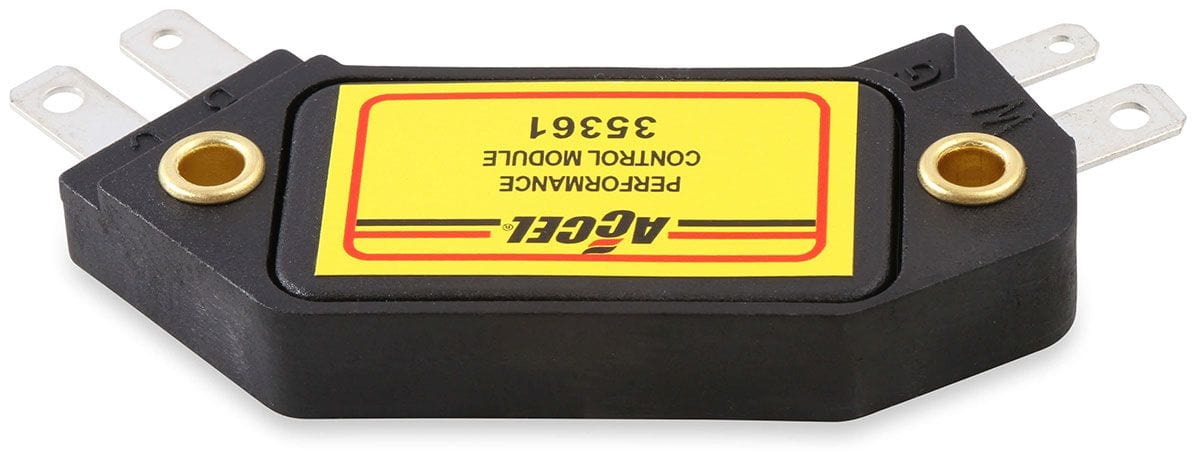 ACCEL®
PERFORMANCE
CONTROL MODULE
35361
C
G
W